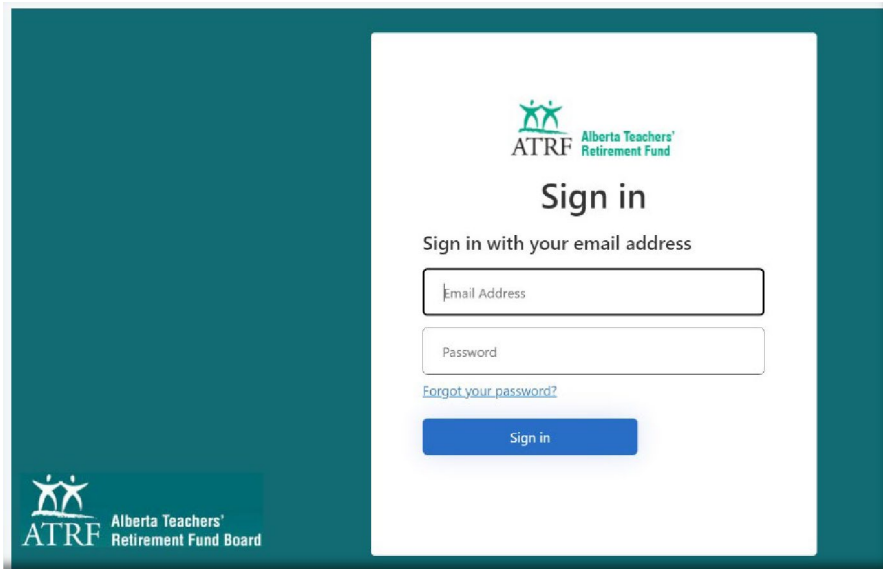 ATRF Alberta Teachers'
Retirement Fund
Sign in
Sign in with your email address
Email Address
Password
Forgot your password?
Sign in
ATRF Alberta Teachers'
Retirement Fund Board